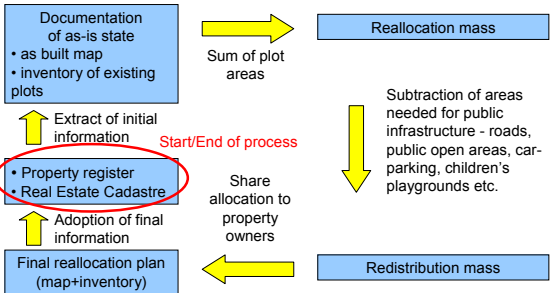 Documentation
of as-is state
• as built map
• inventory of existing
plots
Sum of plot
areas
Reallocation mass
Extract of initial
information
Start/End of process
Subtraction of areas
needed for public
infrastructure - roads,
public open areas, car-
parking, children's
playgrounds etc.
• Property register
• Real Estate Cadastre
Share
allocation to
property
owners
Adoption of final
information
Final reallocation plan
(map+inventory)
Redistribution mass